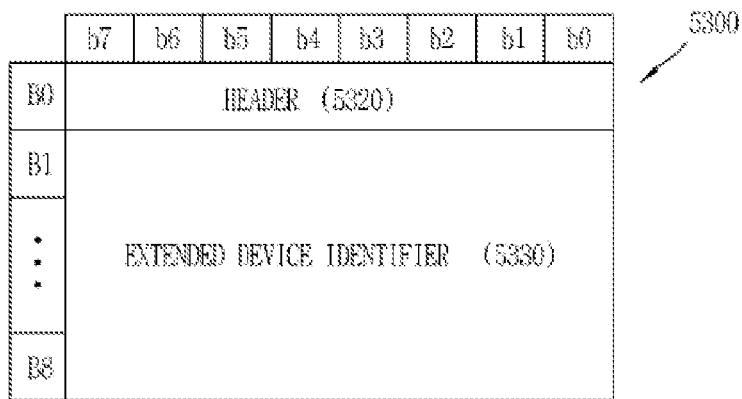 5300
b7 b6 b5 b4 b3 b2 b1 b0
B0 HEADER (5320)
B1
EXTENDED DEVICE IDENTIFIER (5330)
B8